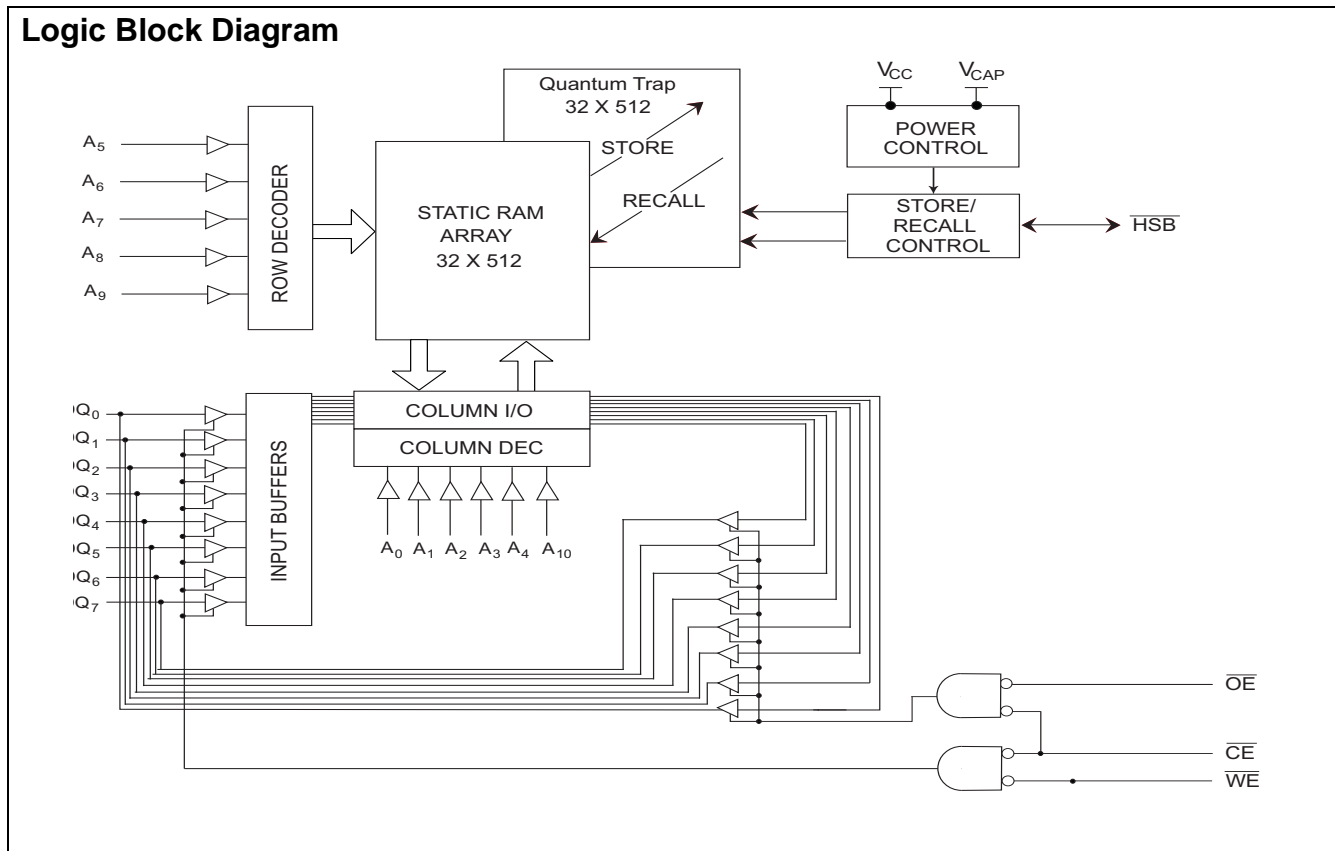 Logic Block Diagram
Quantum Trap
32 X 512
STORE
RECALL
V̅CC
VCAP
POWER
CONTROL
STORE/
RECALL
CONTROL
HSB
A5
A6
A7
A8
A9
ROW DECODER
STATIC RAM
ARRAY
32 X 512
COLUMN I/O
COLUMN DEC
DQ0
DQ1
DQ2
DQ3
DQ4
DQ5
DQ6
DQ7
INPUT BUFFERS
A0 A1 A2 A3 A4 A10
OE
CE
WE